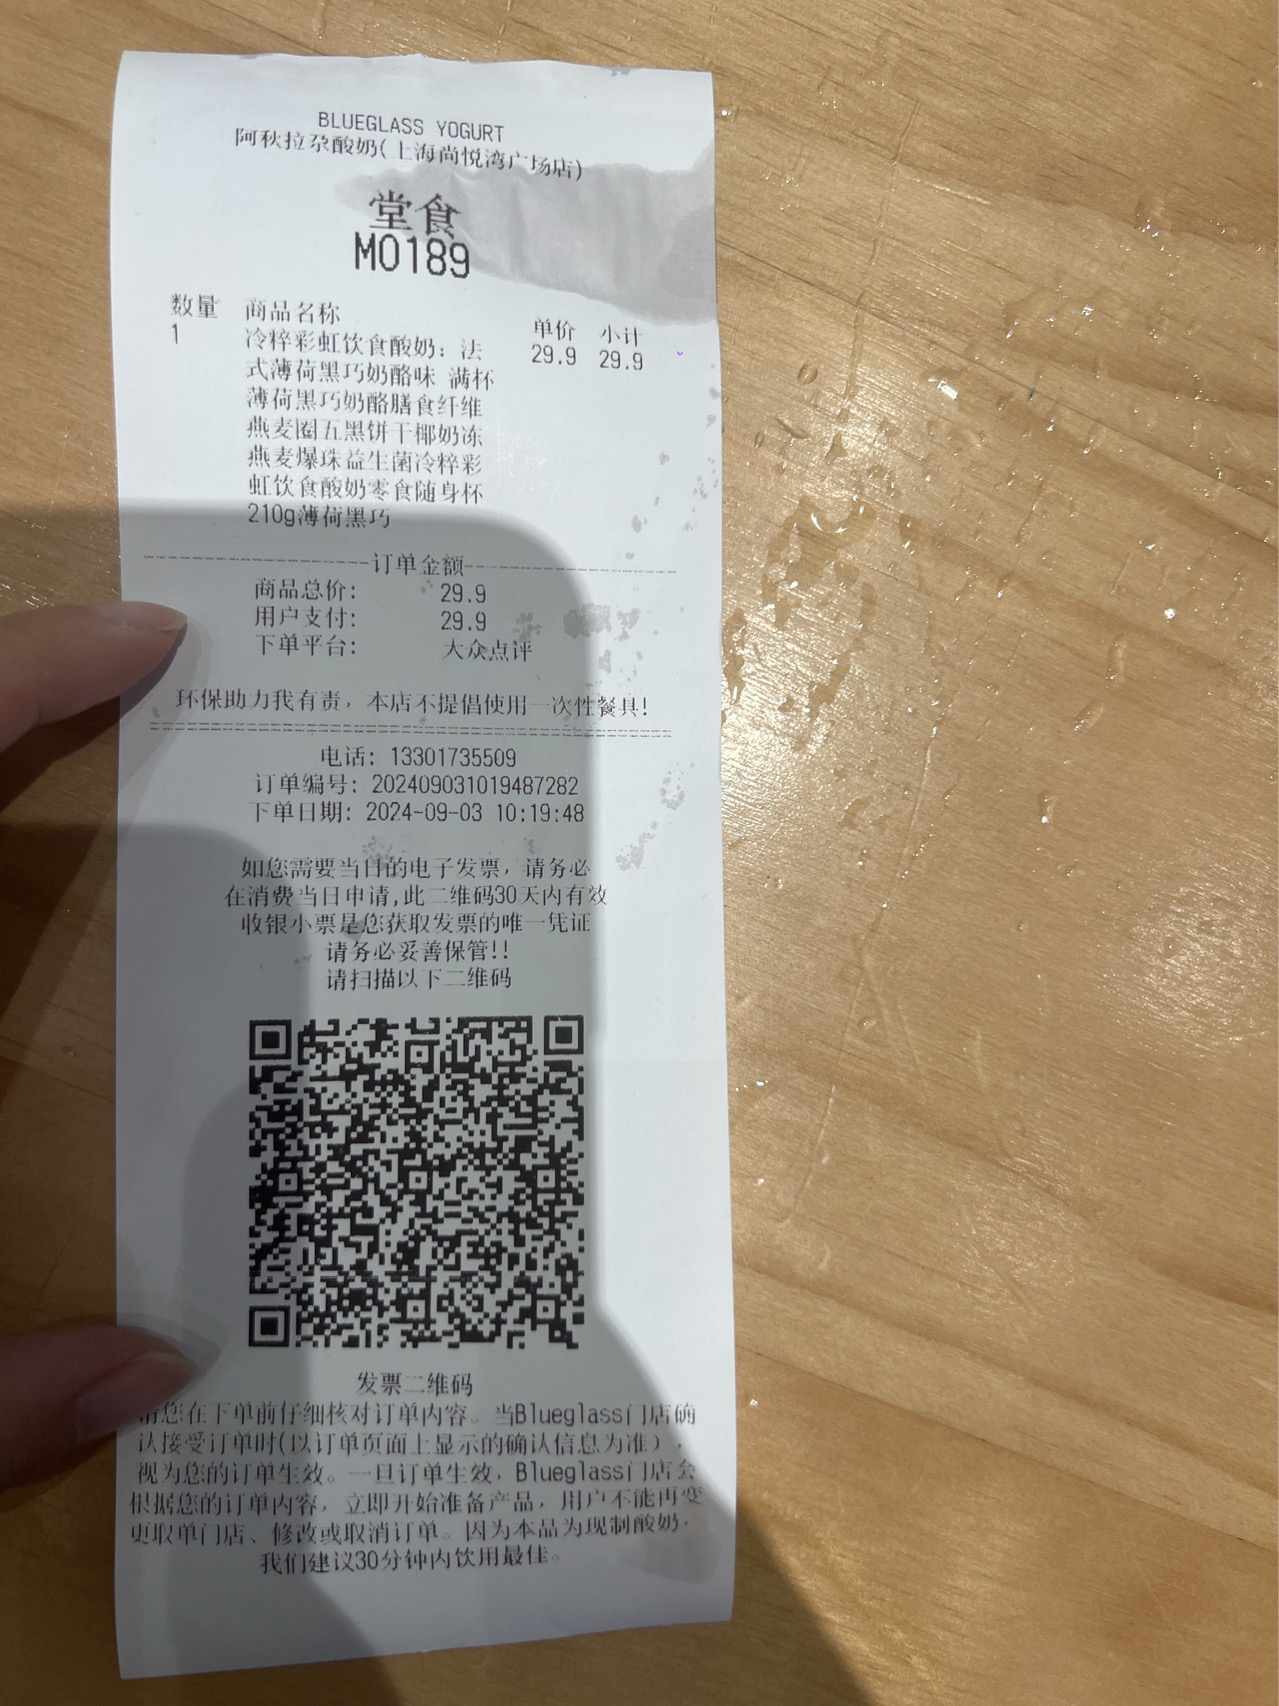 BLUEGLASS YOGURT
阿秋拉尕酸奶(上海尚悦湾广场店)
堂食
M0189
数量 商品名称 单价 小计
1 冷粹彩虹饮食酸奶：法 29.9 29.9
式薄荷黑巧奶酪味 满杯
薄荷黑巧奶酪膳食纤维
燕麦圈五黑饼干椰奶冻
燕麦爆珠益生菌冷粹彩
虹饮食酸奶零食随身杯
210g薄荷黑巧
订单金额
商品总价: 29.9
用户支付: 29.9
下单平台: 大众点评
环保助力我有责，本店不提倡使用一次性餐具!
电话: 13301735509
订单编号: 202409031019487282
下单日期: 2024-09-03 10:19:48
如您需要当日的电子发票，请务必
在消费当日申请,此二维码30天内有效
收银小票是您获取发票的唯一凭证
请务必妥善保管!!
请扫描以下二维码
发票二维码
请您在下单前仔细核对订单内容。当Blueglass门店确
认接受订单时(以订单页面上显示的确认信息为准)，
视为您的订单生效。一旦订单生效，Blueglass门店会
根据您的订单内容，立即开始准备产品，用户不能再变
更取单门店、修改或取消订单。因为本品为现制酸奶，
我们建议30分钟内饮用最佳。